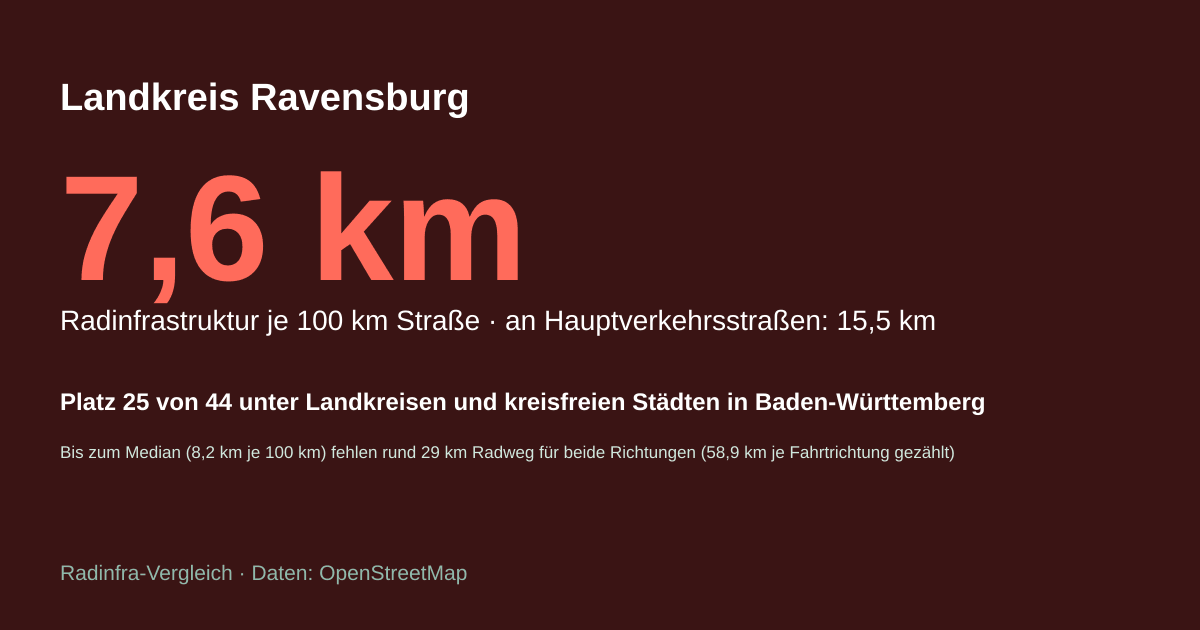 Landkreis Ravensburg
7,6 km
Radinfrastruktur je 100 km Straße · an Hauptverkehrsstraßen: 15,5 km
Platz 25 von 44 unter Landkreisen und kreisfreien Städten in Baden-Württemberg
Bis zum Median (8,2 km je 100 km) fehlen rund 29 km Radweg für beide Richtungen (58,9 km je Fahrtrichtung gezählt)
Radinfra-Vergleich · Daten: OpenStreetMap